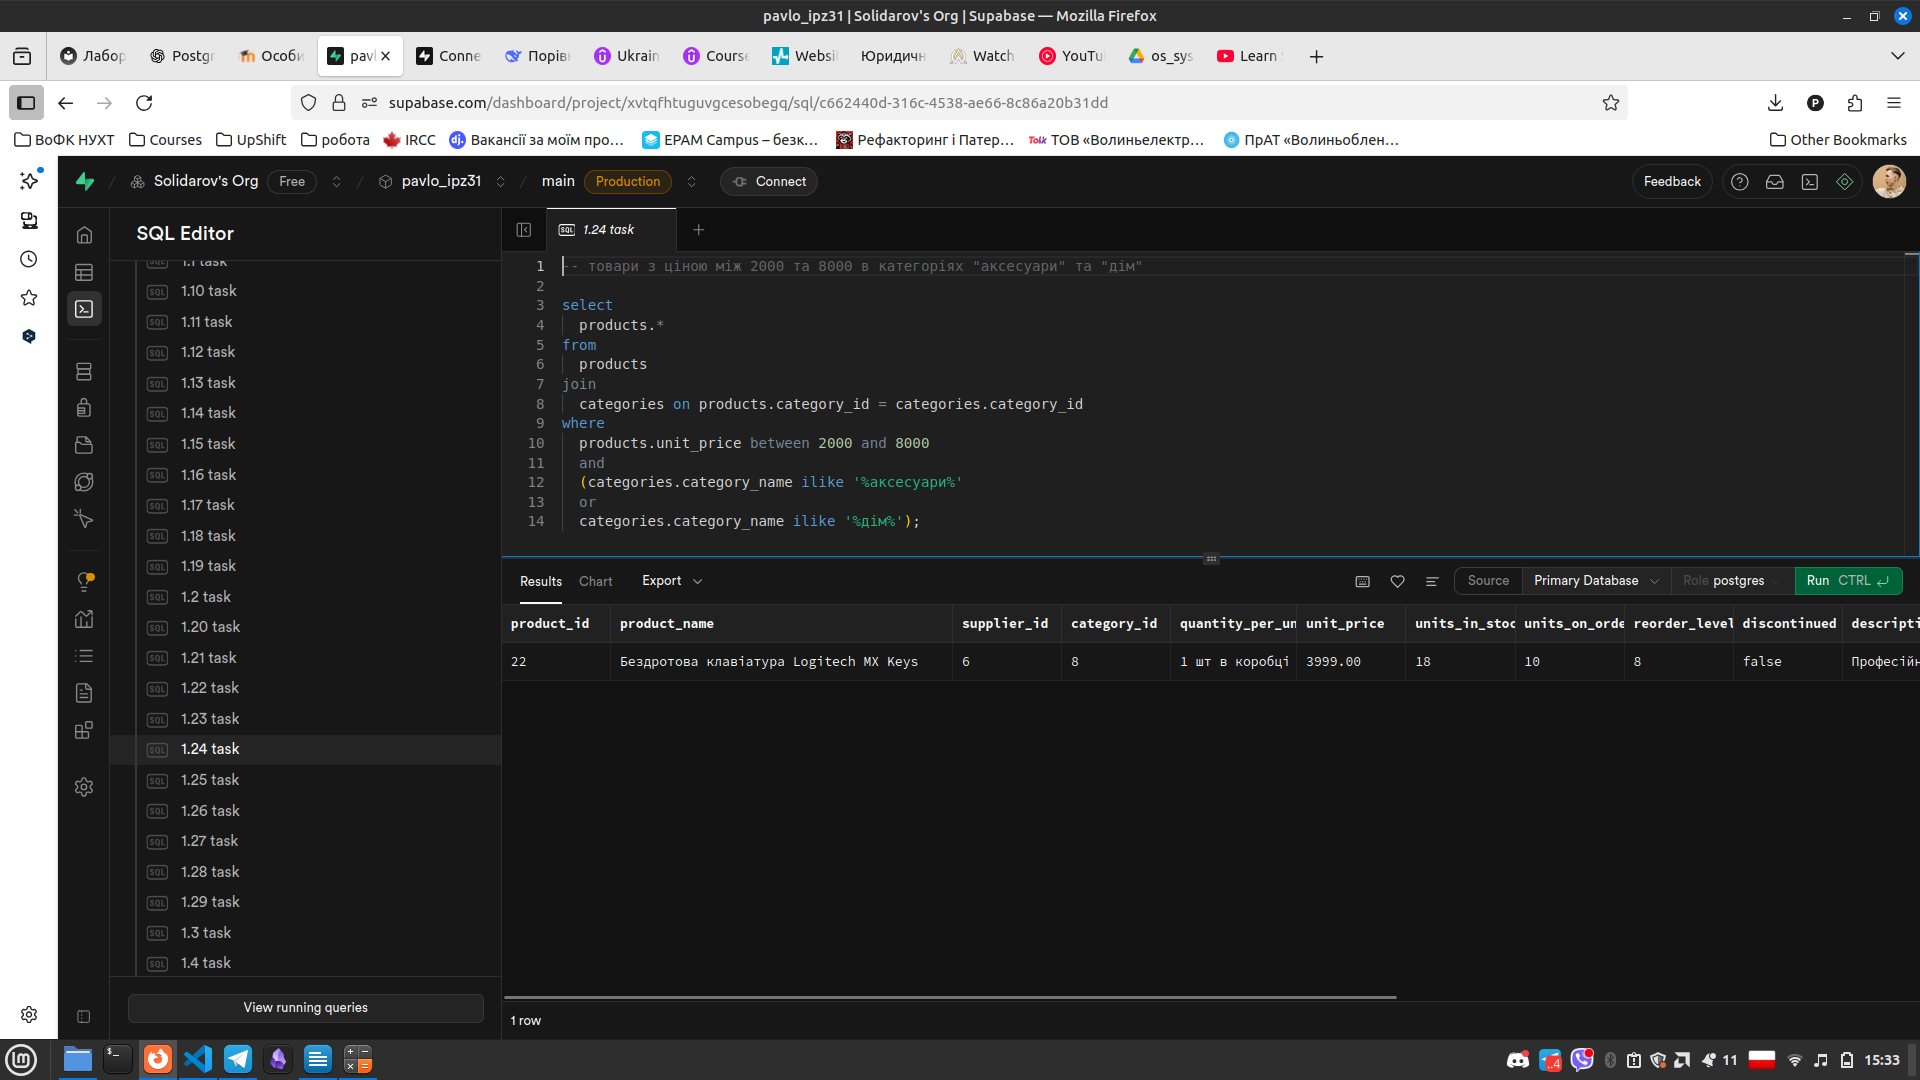 pavlo_ipz31 | Solidarov's Org | Supabase — Mozilla Firefox
Лабор
Postgr
Особи
pavl
Conne
Порів
Ukrain
Course
Websi
Юридичн
Watch
YouTu
os_sys
Learn
supabase.com/dashboard/project/xvtqfhtuguvgcesobegq/sql/c662440d-316c-4538-ae66-8c86a20b31dd
ВоФК НУХТ
Courses
UpShift
робота
IRCC
Вакансії за моїм про…
EPAM Campus – безк…
Рефакторинг і Патер…
ТОВ «Волиньелектр…
ПрАТ «Волиньоблен…
Other Bookmarks
Solidarov's Org Free
pavlo_ipz31
main Production
Connect
Feedback
SQL Editor
1.1 task
1.10 task
1.11 task
1.12 task
1.13 task
1.14 task
1.15 task
1.16 task
1.17 task
1.18 task
1.19 task
1.2 task
1.20 task
1.21 task
1.22 task
1.23 task
1.24 task
1.25 task
1.26 task
1.27 task
1.28 task
1.29 task
1.3 task
1.4 task
View running queries
1.24 task
1 -- товари з ціною між 2000 та 8000 в категоріях "аксесуари" та "дім"
2
3 select
4 products.*
5 from
6 products
7 join
8 categories on products.category_id = categories.category_id
9 where
10 products.unit_price between 2000 and 8000
11 and
12 (categories.category_name ilike '%аксесуари%'
13 or
14 categories.category_name ilike '%дім%');
Results Chart Export
Source Primary Database Role postgres Run CTRL
product_id product_name supplier_id category_id quantity_per_un unit_price units_in_stoc units_on_orde reorder_level discontinued descripti
22 Бездротова клавіатура Logitech MX Keys 6 8 1 шт в коробці 3999.00 18 10 8 false Професійн
1 row
11
15:33